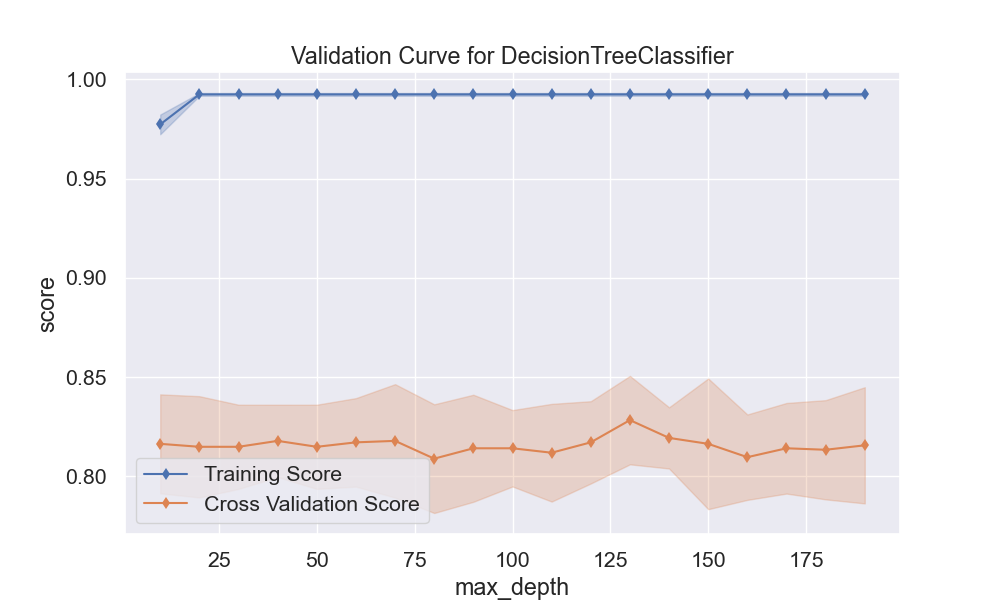 Validation Curve for DecisionTreeClassifier
1.00
0.95
0.90
0.85
0.80
score
Training Score
Cross Validation Score
25
50
75
100
125
150
175
max_depth